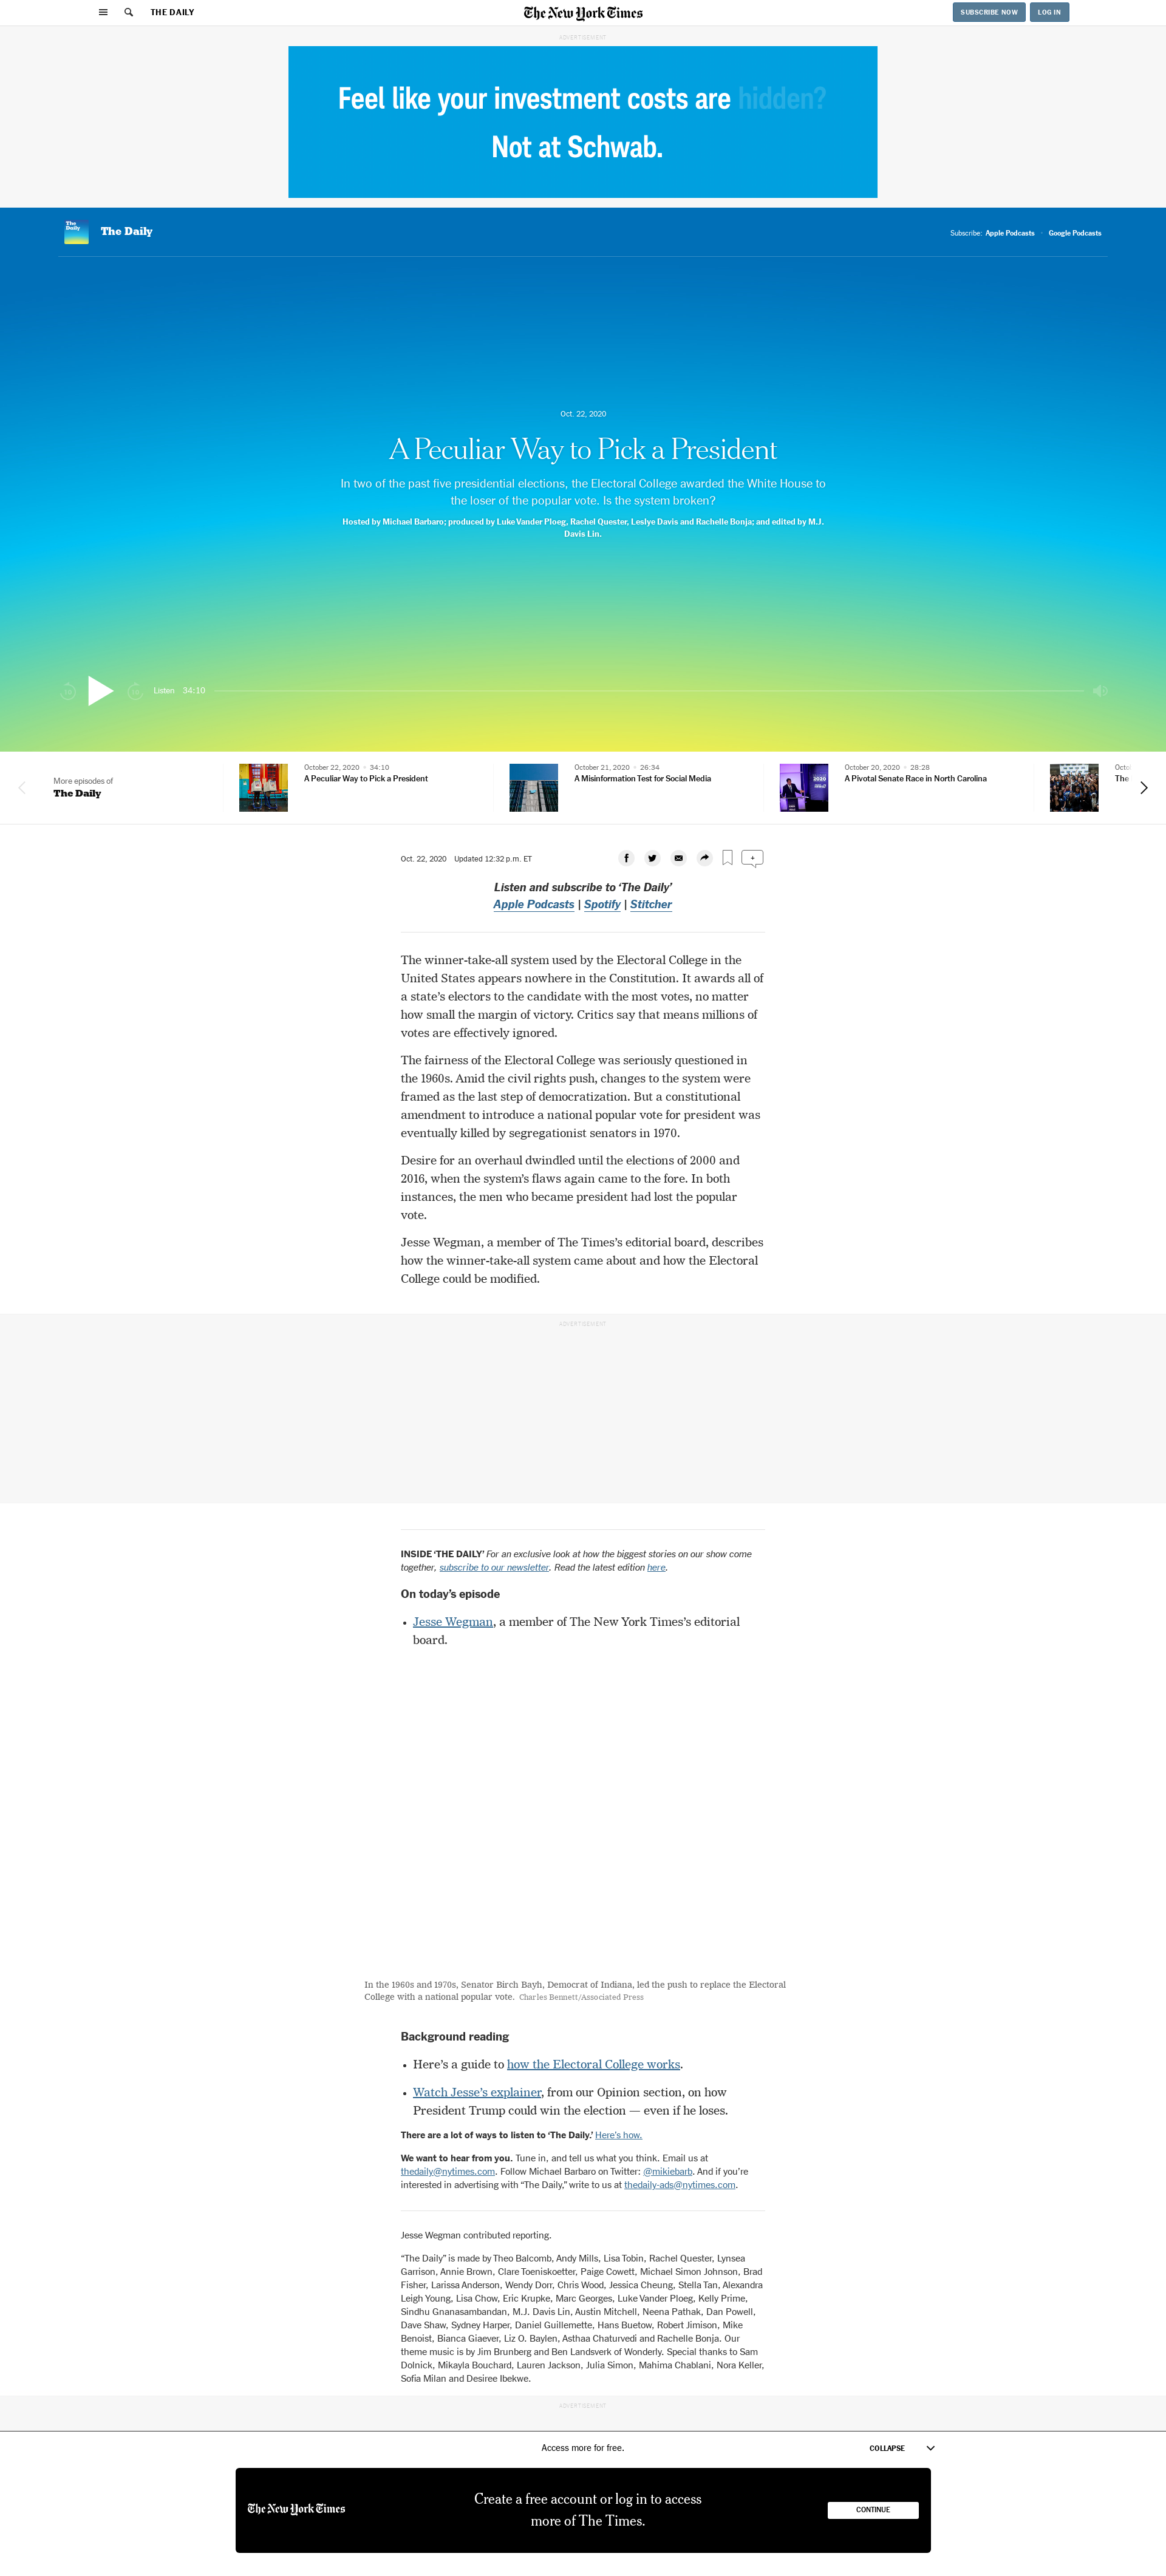 THE DAILY
The New York Times
SUBSCRIBE NOW
LOG IN
ADVERTISEMENT
Feel like your investment costs are hidden?
Not at Schwab.
The Daily
The Daily
Subscribe: Apple Podcasts · Google Podcasts
Oct. 22, 2020
A Peculiar Way to Pick a President
In two of the past five presidential elections, the Electoral College awarded the White House to
the loser of the popular vote. Is the system broken?
Hosted by Michael Barbaro; produced by Luke Vander Ploeg, Rachel Quester, Leslye Davis and Rachelle Bonja; and edited by M.J.
Davis Lin.
Listen 34:10
More episodes of
The Daily
October 22, 2020 • 34:10
A Peculiar Way to Pick a President
October 21, 2020 • 26:34
A Misinformation Test for Social Media
October 20, 2020 • 28:28
A Pivotal Senate Race in North Carolina
Octo
The
Oct. 22, 2020 Updated 12:32 p.m. ET
Listen and subscribe to ‘The Daily’
Apple Podcasts | Spotify | Stitcher
The winner-take-all system used by the Electoral College in the
United States appears nowhere in the Constitution. It awards all of
a state’s electors to the candidate with the most votes, no matter
how small the margin of victory. Critics say that means millions of
votes are effectively ignored.
The fairness of the Electoral College was seriously questioned in
the 1960s. Amid the civil rights push, changes to the system were
framed as the last step of democratization. But a constitutional
amendment to introduce a national popular vote for president was
eventually killed by segregationist senators in 1970.
Desire for an overhaul dwindled until the elections of 2000 and
2016, when the system’s flaws again came to the fore. In both
instances, the men who became president had lost the popular
vote.
Jesse Wegman, a member of The Times’s editorial board, describes
how the winner-take-all system came about and how the Electoral
College could be modified.
ADVERTISEMENT
INSIDE ‘THE DAILY’ For an exclusive look at how the biggest stories on our show come
together, subscribe to our newsletter. Read the latest edition here.
On today’s episode
• Jesse Wegman, a member of The New York Times’s editorial
board.
In the 1960s and 1970s, Senator Birch Bayh, Democrat of Indiana, led the push to replace the Electoral
College with a national popular vote. Charles Bennett/Associated Press
Background reading
• Here’s a guide to how the Electoral College works.
• Watch Jesse’s explainer, from our Opinion section, on how
President Trump could win the election — even if he loses.
There are a lot of ways to listen to ‘The Daily.’ Here’s how.
We want to hear from you. Tune in, and tell us what you think. Email us at
thedaily@nytimes.com. Follow Michael Barbaro on Twitter: @mikiebarb. And if you’re
interested in advertising with “The Daily,” write to us at thedaily-ads@nytimes.com.
Jesse Wegman contributed reporting.
“The Daily” is made by Theo Balcomb, Andy Mills, Lisa Tobin, Rachel Quester, Lynsea
Garrison, Annie Brown, Clare Toeniskoetter, Paige Cowett, Michael Simon Johnson, Brad
Fisher, Larissa Anderson, Wendy Dorr, Chris Wood, Jessica Cheung, Stella Tan, Alexandra
Leigh Young, Lisa Chow, Eric Krupke, Marc Georges, Luke Vander Ploeg, Kelly Prime,
Sindhu Gnanasambandan, M.J. Davis Lin, Austin Mitchell, Neena Pathak, Dan Powell,
Dave Shaw, Sydney Harper, Daniel Guillemette, Hans Buetow, Robert Jimison, Mike
Benoist, Bianca Giaever, Liz O. Baylen, Asthaa Chaturvedi and Rachelle Bonja. Our
theme music is by Jim Brunberg and Ben Landsverk of Wonderly. Special thanks to Sam
Dolnick, Mikayla Bouchard, Lauren Jackson, Julia Simon, Mahima Chablani, Nora Keller,
Sofia Milan and Desiree Ibekwe.
ADVERTISEMENT
Access more for free.
COLLAPSE
The New York Times
Create a free account or log in to access
more of The Times.
CONTINUE